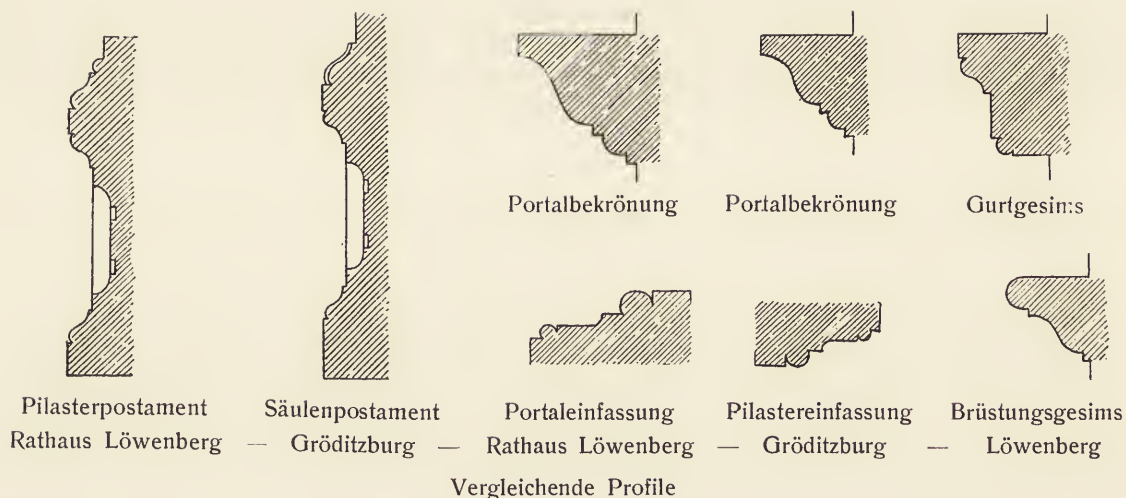 Portalbekrönung Portalbekrönung Gurtgesims
Pilasterpostament Säulenpostament Portaleinfassung Pilastereinfassung Brüstungsgesims
Rathaus Löwenberg — Gröditzburg — Rathaus Löwenberg — Gröditzburg — Löwenberg
Vergleichende Profile